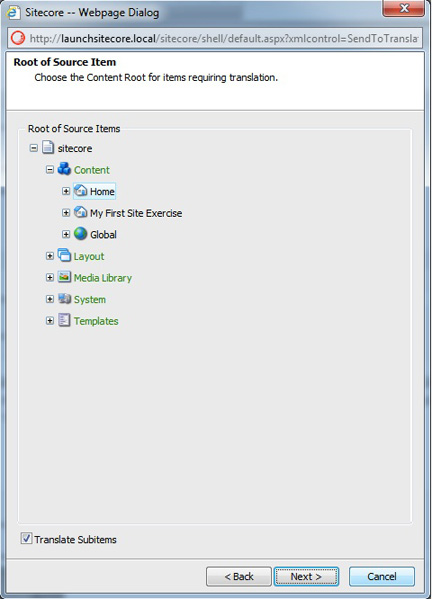 Sitecore -- Webpage Dialog
http://launchsitecore.local/sitecore/shell/default.aspx?xmlcontrol=SendToTransla
Root of Source Item
Choose the Content Root for items requiring translation.
Root of Source Items
sitecore
Content
Home
My First Site Exercise
Global
Layout
Media Library
System
Templates
Translate Subitems
< Back Next > Cancel